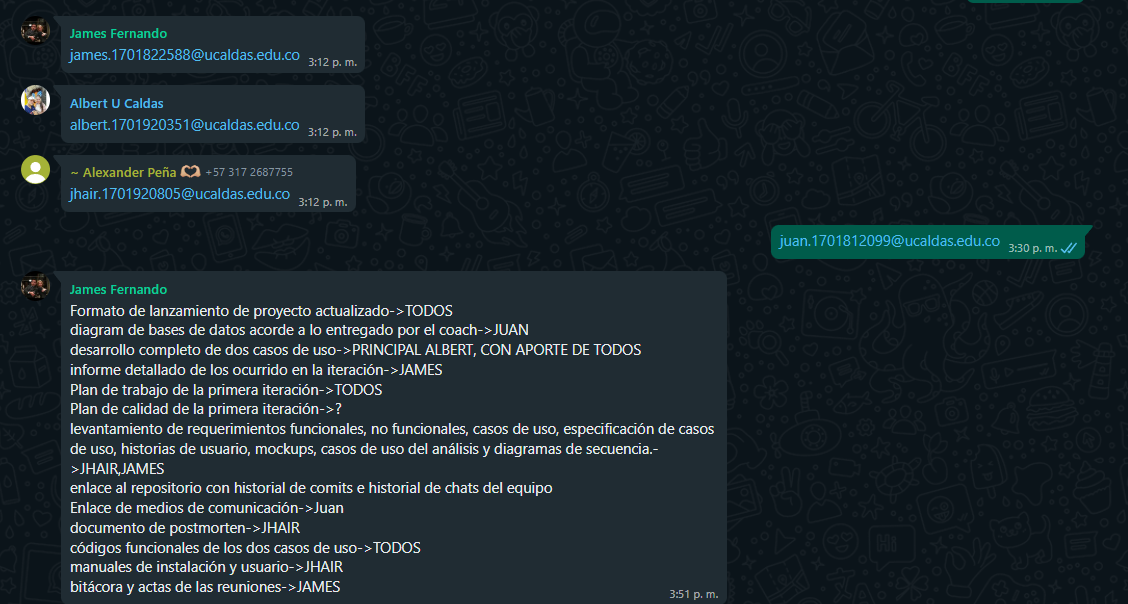 James Fernando
james.1701822588@ucaldas.edu.co 3:12 p. m.
Albert U Caldas
albert.1701920351@ucaldas.edu.co 3:12 p. m.
~ Alexander Peña 🫶🏽 +57 317 2687755
jhair.1701920805@ucaldas.edu.co 3:12 p. m.
juan.1701812099@ucaldas.edu.co 3:30 p. m.
James Fernando
Formato de lanzamiento de proyecto actualizado->TODOS
diagram de bases de datos acorde a lo entregado por el coach->JUAN
desarrollo completo de dos casos de uso->PRINCIPAL ALBERT, CON APORTE DE TODOS
informe detallado de los ocurrido en la iteración->JAMES
Plan de trabajo de la primera iteración->TODOS
Plan de calidad de la primera iteración->?
levantamiento de requerimientos funcionales, no funcionales, casos de uso, especificación de casos
de uso, historias de usuario, mockups, casos de uso del análisis y diagramas de secuencia.-
>JHAIR,JAMES
enlace al repositorio con historial de comits e historial de chats del equipo
Enlace de medios de comunicación->Juan
documento de postmorten->JHAIR
códigos funcionales de los dos casos de uso->TODOS
manuales de instalación y usuario->JHAIR
bitácora y actas de las reuniones->JAMES
3:51 p. m.